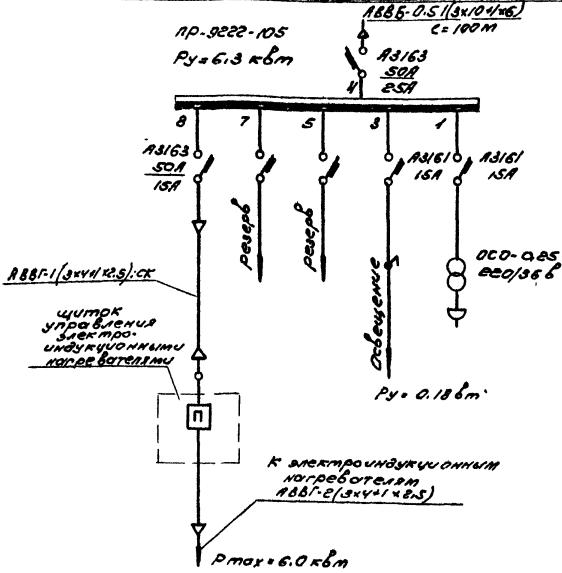 АВВБ-0.5 1(3х10+1х6)
ℓ=100м
ПР-9222-105
Ру=6.3 квт
А3163
50А
25А
4
8
7
5
3
1
А3163
50А
15А
А3161
15А
А3161
15А
резерв
резерв
освещение
ОСО-0,25
220/36 в
АВВГ-1(3х4+1х2.5);СК
щиток
управления
электро-
индукционными
нагревателями
Ру= 0.18 вт
П
К электроиндукционным
нагревателям
АВВГ-2(3х4+1х2,5)
Рmax=6.0 квт